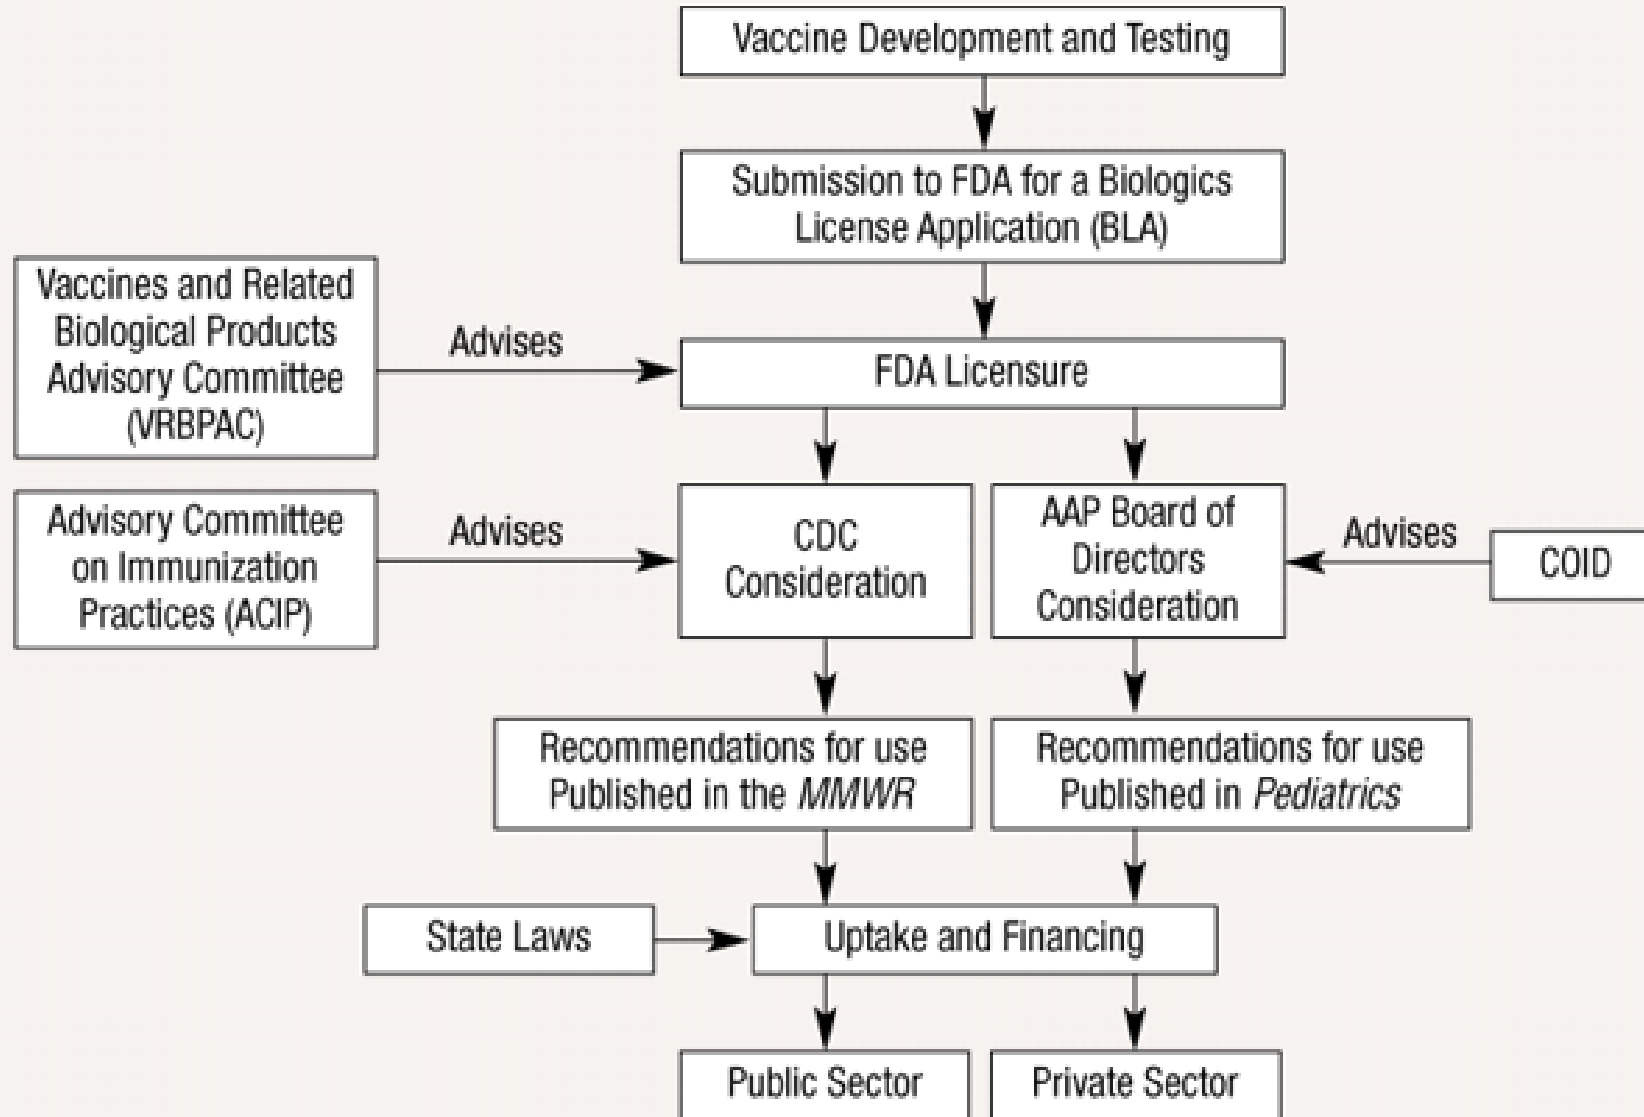 Vaccine Development and Testing
Submission to FDA for a Biologics
License Application (BLA)
Vaccines and Related
Biological Products
Advisory Committee
(VRBPAC)
Advises
FDA Licensure
Advisory Committee
on Immunization
Practices (ACIP)
Advises
CDC
Consideration
AAP Board of
Directors
Consideration
Advises
COID
Recommendations for use
Published in the MMWR
Recommendations for use
Published in Pediatrics
State Laws
Uptake and Financing
Public Sector
Private Sector